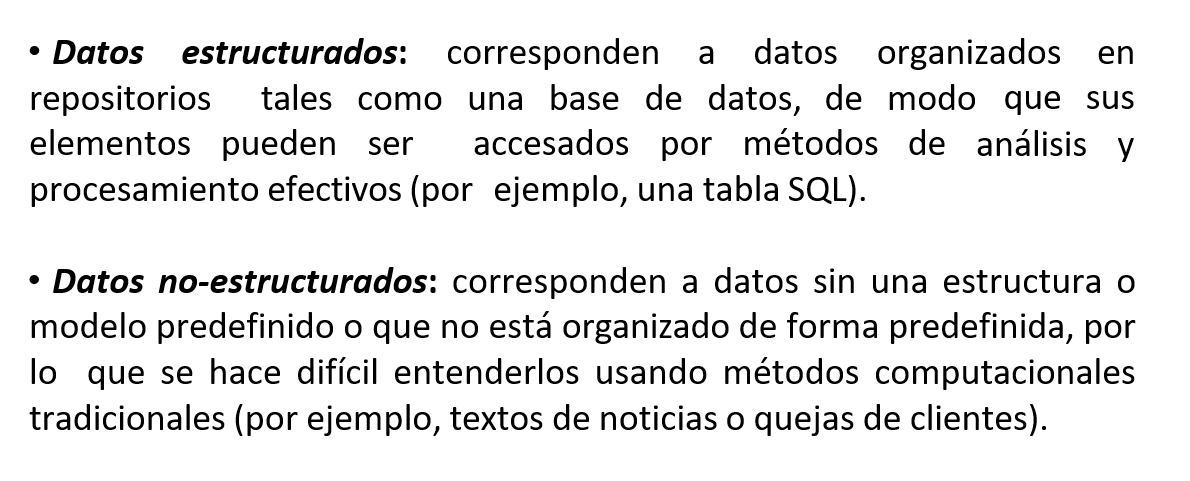 • Datos estructurados: corresponden a datos organizados en
repositorios tales como una base de datos, de modo que sus
elementos pueden ser accesados por métodos de análisis y
procesamiento efectivos (por ejemplo, una tabla SQL).
• Datos no-estructurados: corresponden a datos sin una estructura o
modelo predefinido o que no está organizado de forma predefinida, por
lo que se hace difícil entenderlos usando métodos computacionales
tradicionales (por ejemplo, textos de noticias o quejas de clientes).